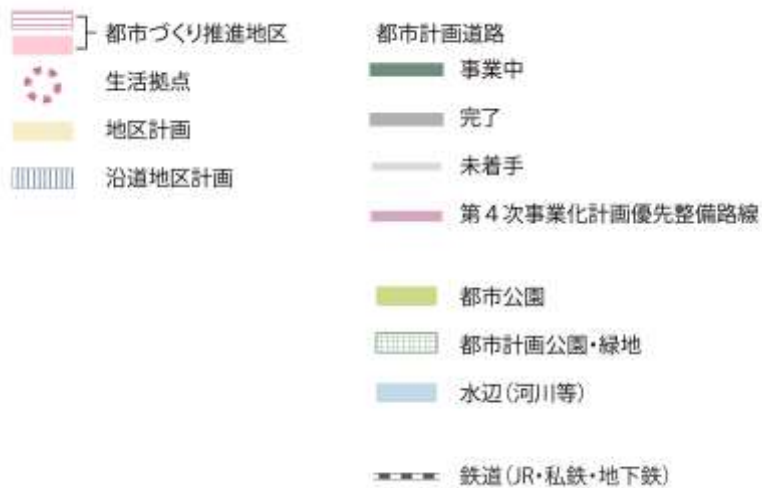 都市づくり推進地区
生活拠点
地区計画
沿道地区計画
都市計画道路
事業中
完了
未着手
第4次事業化計画優先整備路線
都市公園
都市計画公園・緑地
水辺(河川等)
鉄道(JR・私鉄・地下鉄)